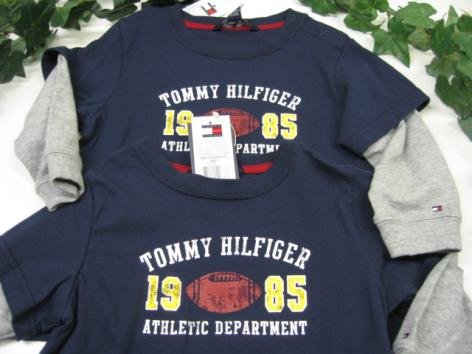 TOMMY HILFIGER
19 85
ATHLETIC DEPARTMENT
TOMMY HILFIGER
19 85
ATHLETIC DEPARTMENT